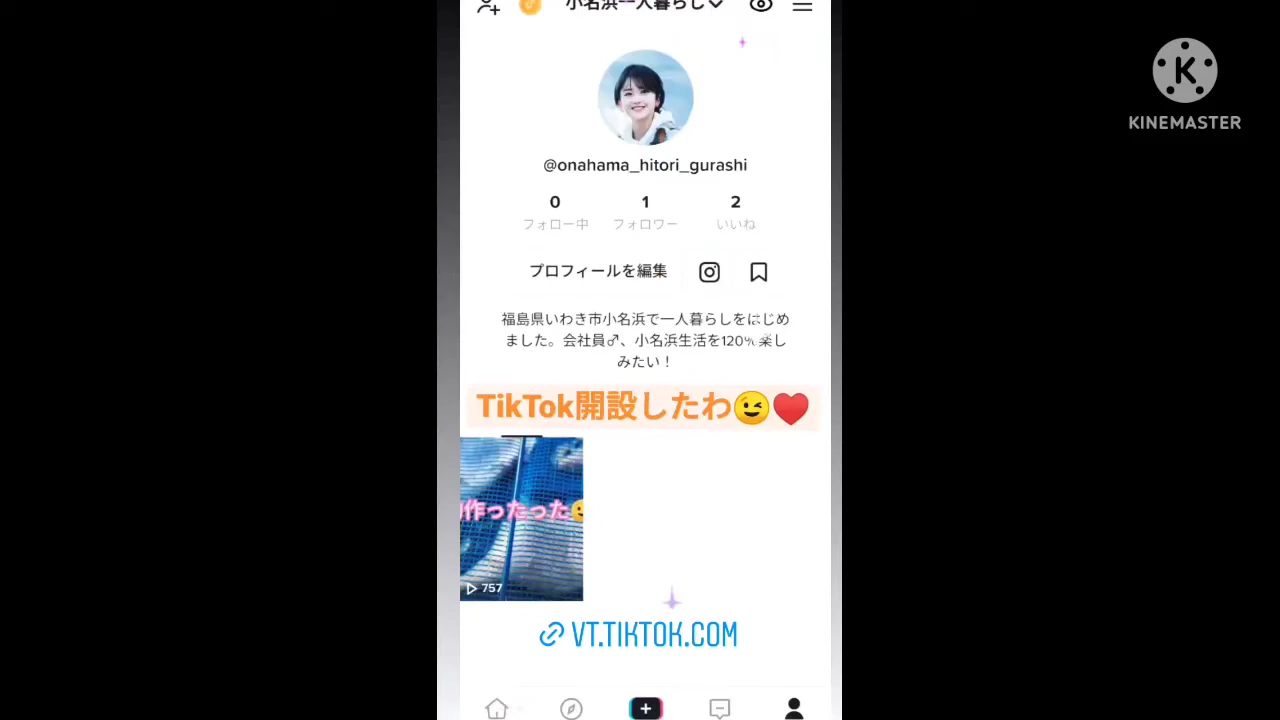 小名浜一人暮らし
KINEMASTER
@onahama_hitori_gurashi
0 1 2
フォロー中 フォロワー いいね
プロフィールを編集
福島県いわき市小名浜で一人暮らしをはじめ
ました。会社員♂、小名浜生活を120%楽し
みたい！
TikTok開設したわ😉♥️
作ったった
757
VT.TIKTOK.COM